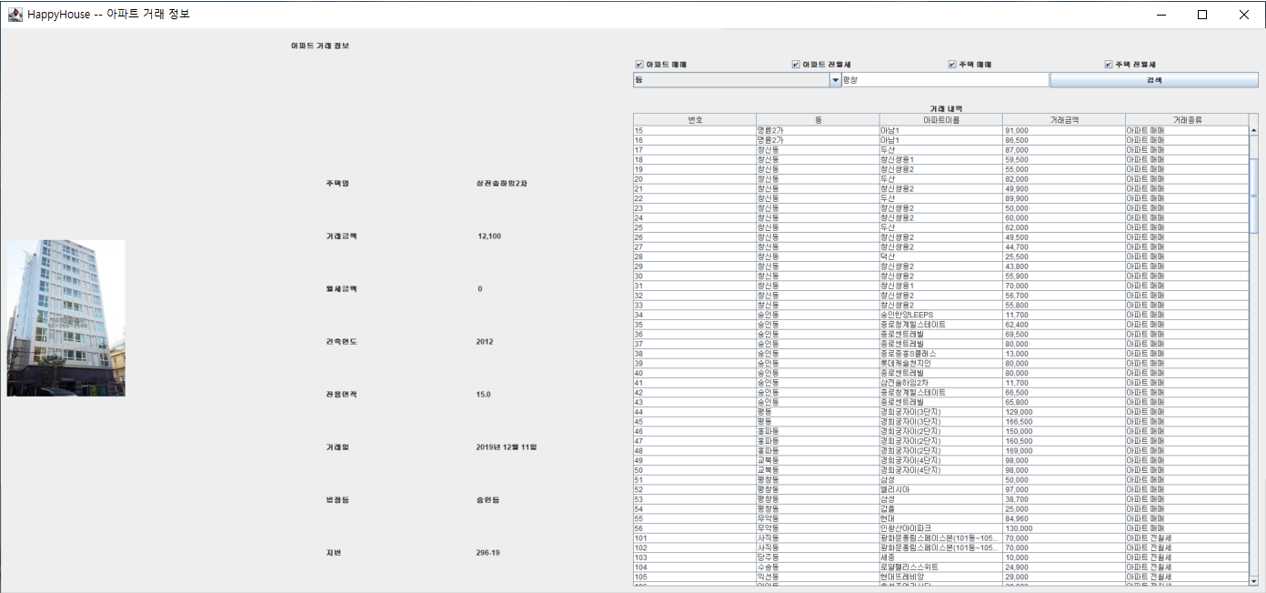 HappyHouse -- 아파트 거래 정보
아파트 거래 정보
주택명 삼전솔하임2차
거래금액 12,100
월세금액 0
건축연도 2012
전용면적 15.0
거래일 2019년 12월 11일
법정동 숭인동
지번 296-19
아파트 매매 아파트 전월세 주택 매매 주택 전월세
동 평창 검색
거래 내역
번호 동 아파트이름 거래금액 거래종류
15 명륜2가 아남1 91,000 아파트 매매
16 명륜2가 아남1 86,500 아파트 매매
17 창신동 두산 87,000 아파트 매매
18 창신동 창신쌍용1 59,500 아파트 매매
19 창신동 창신쌍용2 55,000 아파트 매매
20 창신동 두산 82,000 아파트 매매
21 창신동 창신쌍용2 49,900 아파트 매매
22 창신동 두산 89,900 아파트 매매
23 창신동 창신쌍용2 50,000 아파트 매매
24 창신동 창신쌍용2 60,000 아파트 매매
25 창신동 두산 62,000 아파트 매매
26 창신동 창신쌍용2 49,500 아파트 매매
27 창신동 창신쌍용2 44,700 아파트 매매
28 창신동 덕산 25,500 아파트 매매
29 창신동 창신쌍용2 43,800 아파트 매매
30 창신동 창신쌍용2 55,900 아파트 매매
31 창신동 창신쌍용1 70,000 아파트 매매
32 창신동 창신쌍용2 56,700 아파트 매매
33 창신동 창신쌍용2 55,800 아파트 매매
34 숭인동 숭인한양LEEPS 11,700 아파트 매매
35 숭인동 종로청계힐스테이트 62,400 아파트 매매
36 숭인동 종로센트레빌 69,500 아파트 매매
37 숭인동 종로센트레빌 80,000 아파트 매매
38 숭인동 종로중흥S클래스 13,000 아파트 매매
39 숭인동 롯데캐슬천지인 80,000 아파트 매매
40 숭인동 종로센트레빌 80,000 아파트 매매
41 숭인동 삼전솔하임2차 11,700 아파트 매매
42 숭인동 종로청계힐스테이트 66,500 아파트 매매
43 숭인동 종로센트레빌 65,800 아파트 매매
44 평동 경희궁자이(3단지) 129,000 아파트 매매
45 평동 경희궁자이(3단지) 166,500 아파트 매매
46 홍파동 경희궁자이(2단지) 150,000 아파트 매매
47 홍파동 경희궁자이(2단지) 160,500 아파트 매매
48 홍파동 경희궁자이(2단지) 169,000 아파트 매매
49 교북동 경희궁자이(4단지) 98,000 아파트 매매
50 교북동 경희궁자이(4단지) 98,000 아파트 매매
51 평창동 삼성 50,000 아파트 매매
52 평창동 엘리시아 97,000 아파트 매매
53 평창동 삼성 38,700 아파트 매매
54 평창동 갑을 25,000 아파트 매매
55 무악동 현대 84,960 아파트 매매
56 무악동 인왕산아이파크 130,000 아파트 매매
101 사직동 광화문풍림스페이스본(101동~105... 70,000 아파트 전월세
102 사직동 광화문풍림스페이스본(101동~105... 70,000 아파트 전월세
103 당주동 세종 10,000 아파트 전월세
104 수송동 로얄팰리스스위트 24,900 아파트 전월세
105 익선동 현대뜨레비앙 29,000 아파트 전월세